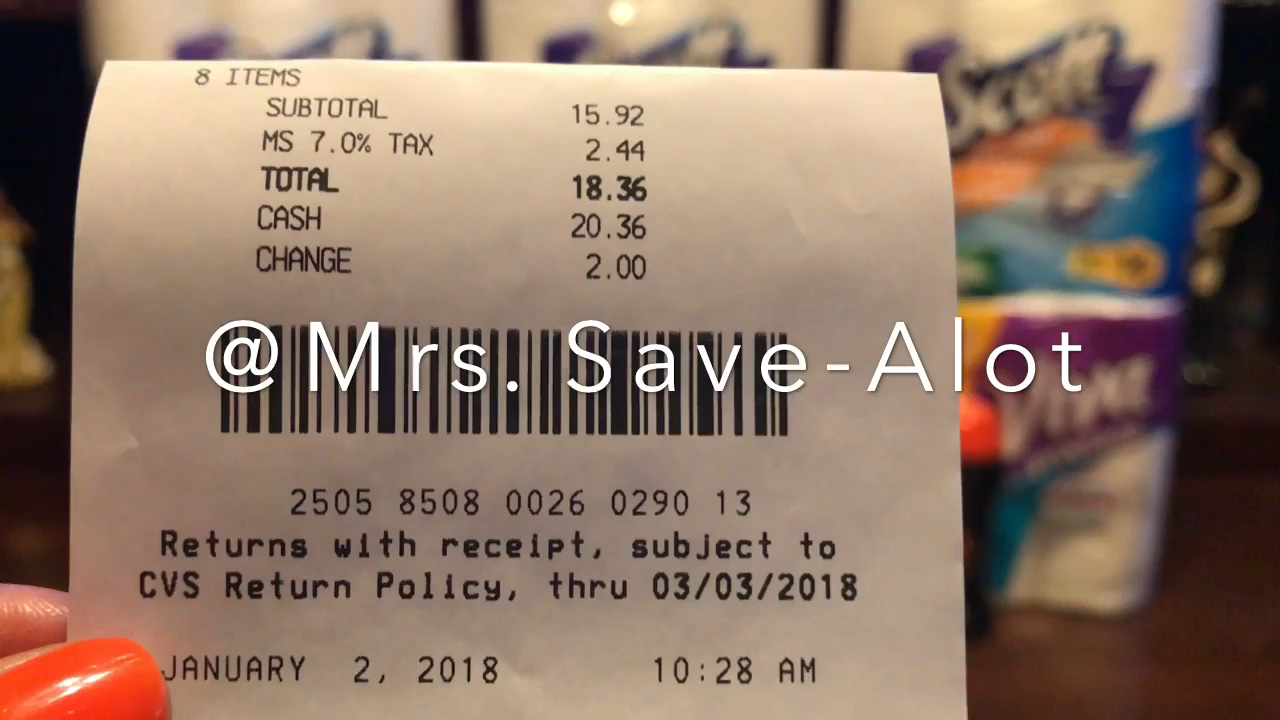 8 ITEMS
SUBTOTAL 15.92
MS 7.0% TAX 2.44
TOTAL 18.36
CASH 20.36
CHANGE 2.00
@Mrs. Save-Alot
2505 8508 0026 0290 13
Returns with receipt, subject to
CVS Return Policy, thru 03/03/2018
JANUARY 2, 2018 10:28 AM
Scott
Viva